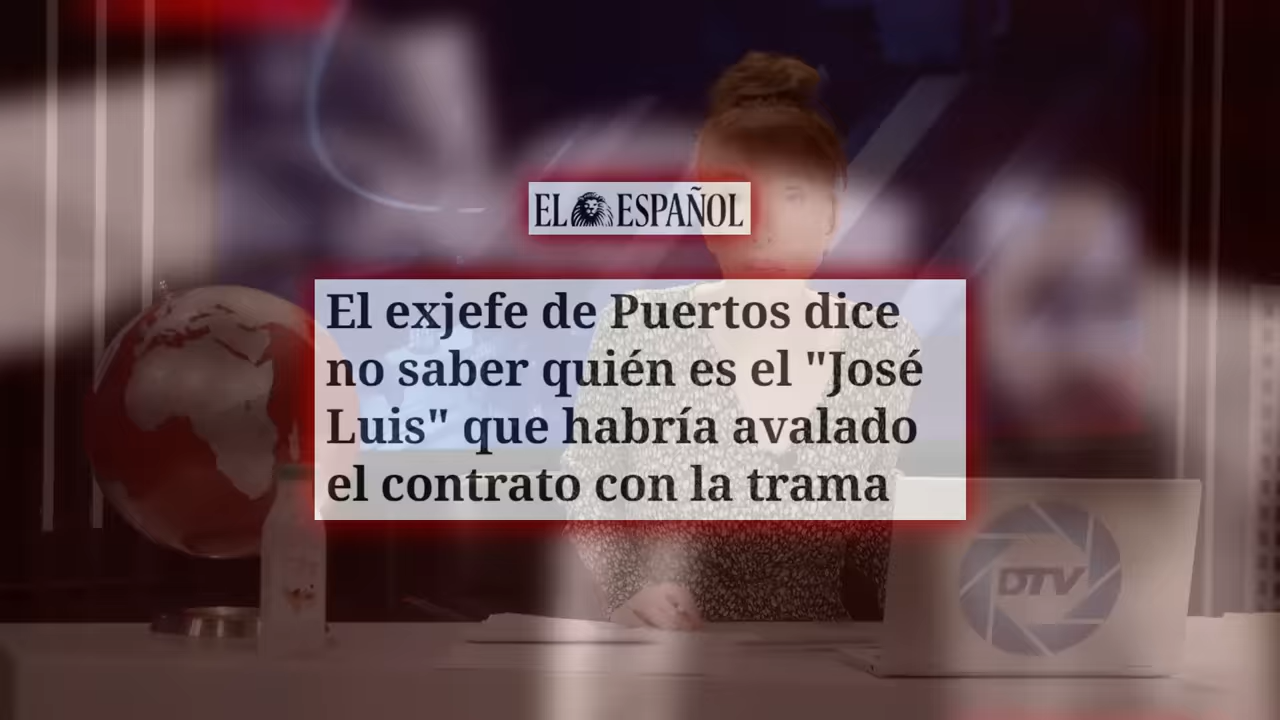 EL ESPAÑOL
El exjefe de Puertos dice
no saber quién es el "José
Luis" que habría avalado
el contrato con la trama
DTV